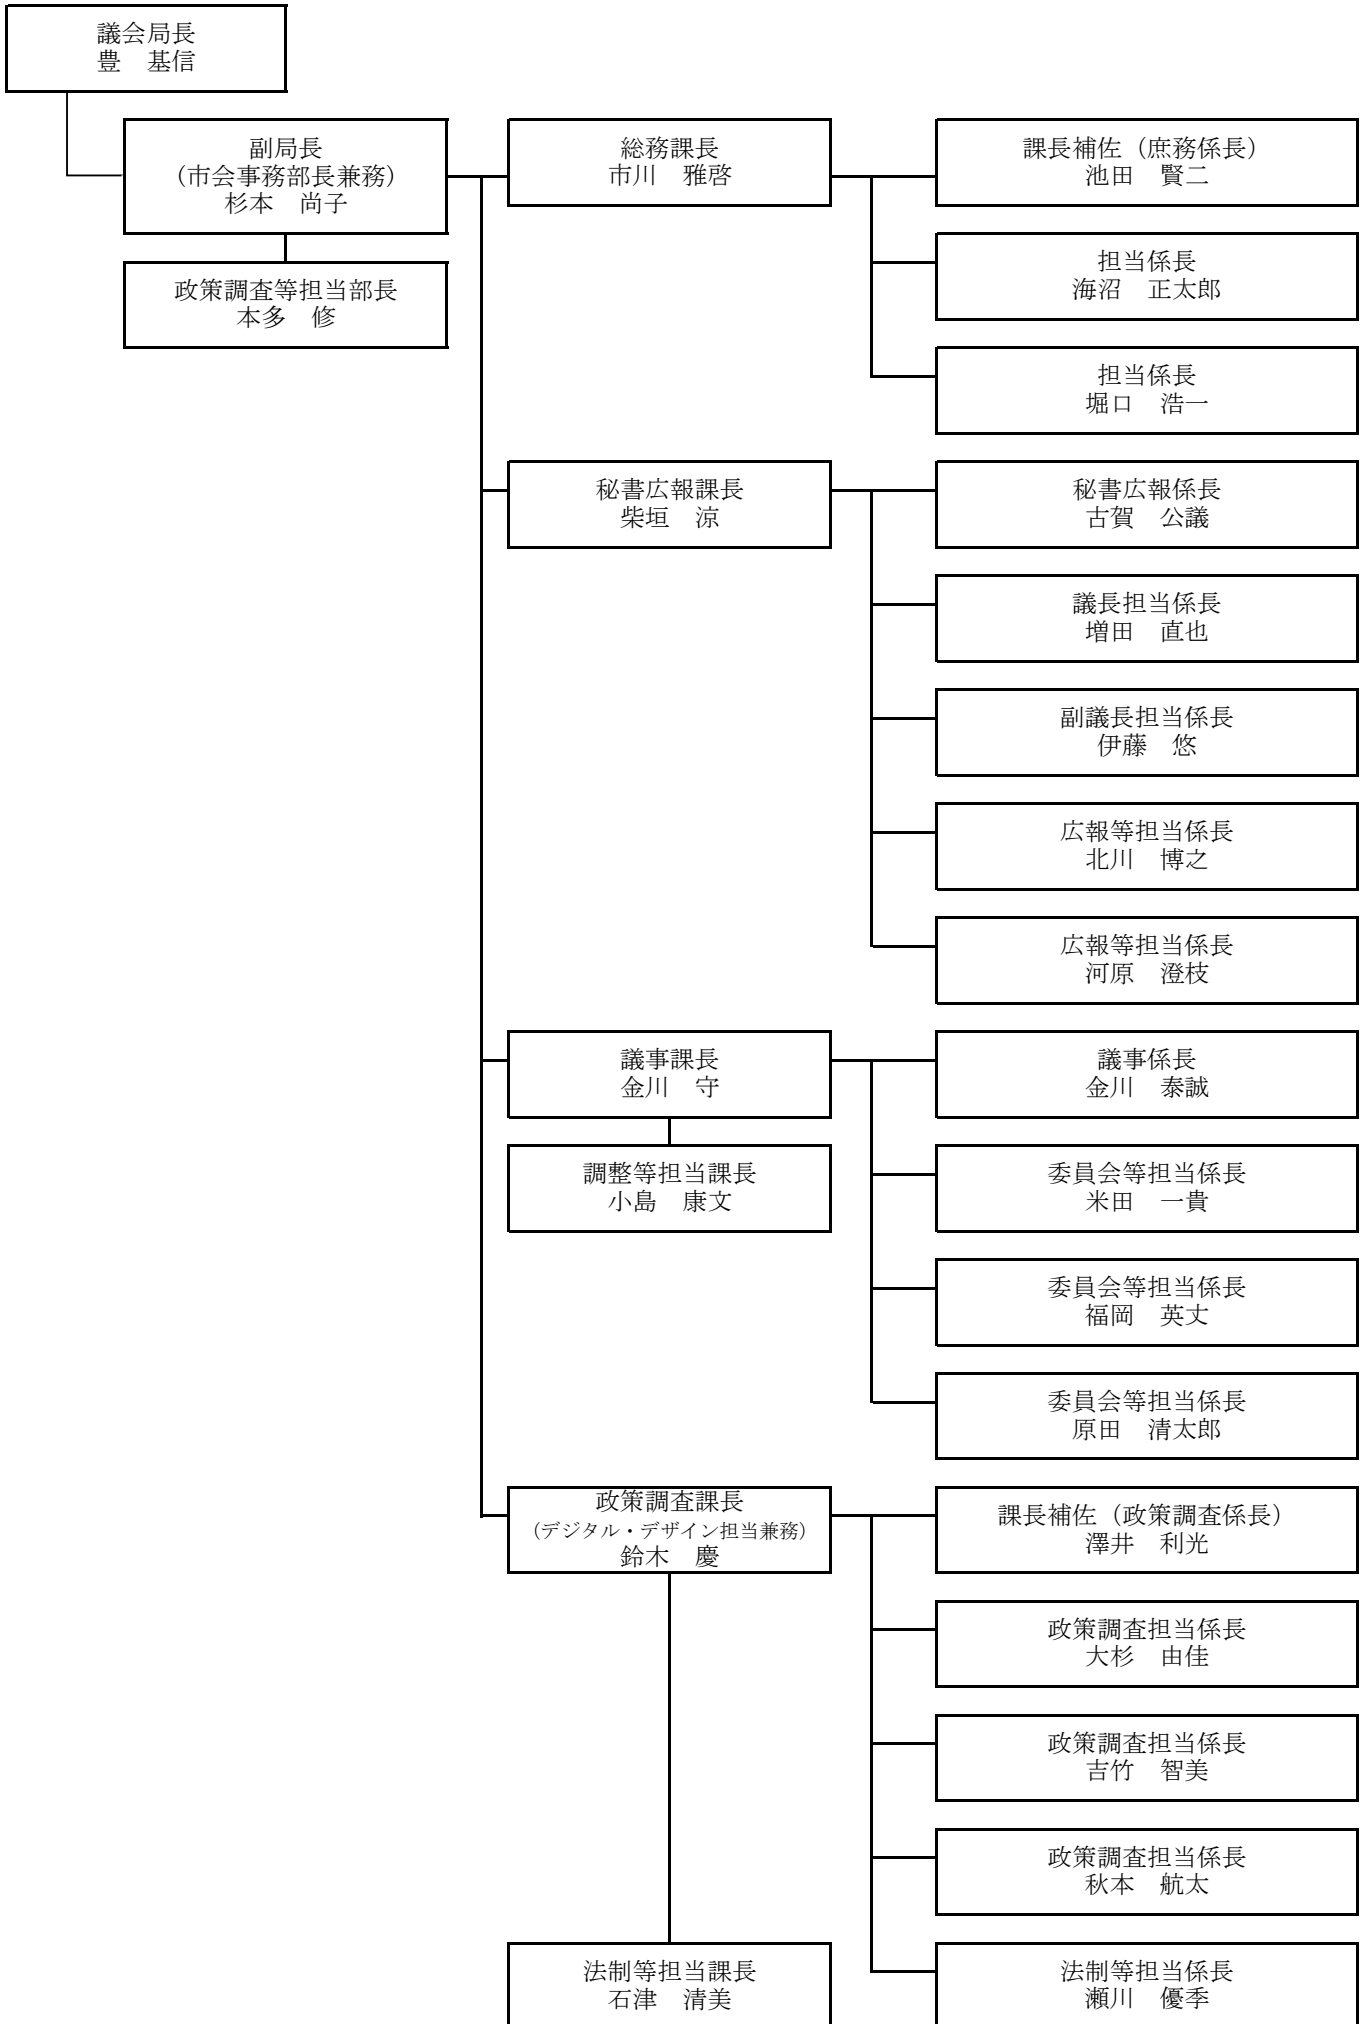 議会局長
豊　基信
副局長
（市会事務部長兼務）
杉本　尚子
政策調査等担当部長
本多　修
総務課長
市川　雅啓
課長補佐（庶務係長）
池田　賢二
担当係長
海沼　正太郎
担当係長
堀口　浩一
秘書広報課長
柴垣　涼
秘書広報係長
古賀　公議
議長担当係長
増田　直也
副議長担当係長
伊藤　悠
広報等担当係長
北川　博之
広報等担当係長
河原　澄枝
議事課長
金川　守
調整等担当課長
小島　康文
議事係長
金川　泰誠
委員会等担当係長
米田　一貴
委員会等担当係長
福岡　英丈
委員会等担当係長
原田　清太郎
政策調査課長
（デジタル・デザイン担当兼務）
鈴木　慶
課長補佐（政策調査係長）
澤井　利光
政策調査担当係長
大杉　由佳
政策調査担当係長
吉竹　智美
政策調査担当係長
秋本　航太
法制等担当課長
石津　清美
法制等担当係長
瀬川　優季